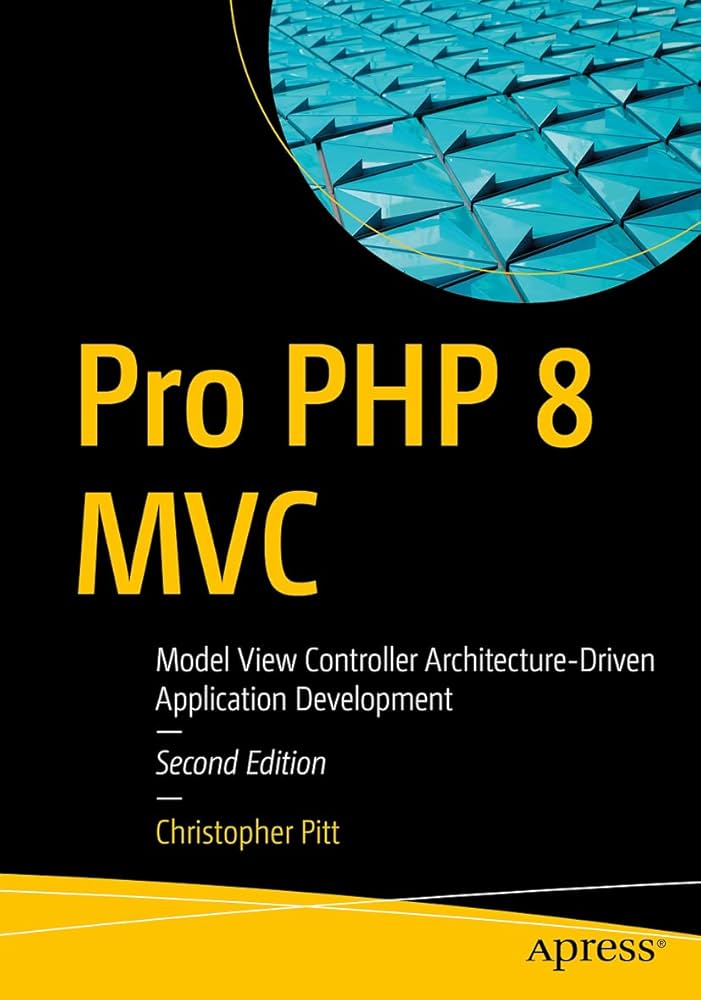 Pro PHP 8
MVC
Model View Controller Architecture-Driven
Application Development
—
Second Edition
—
Christopher Pitt
Apress®